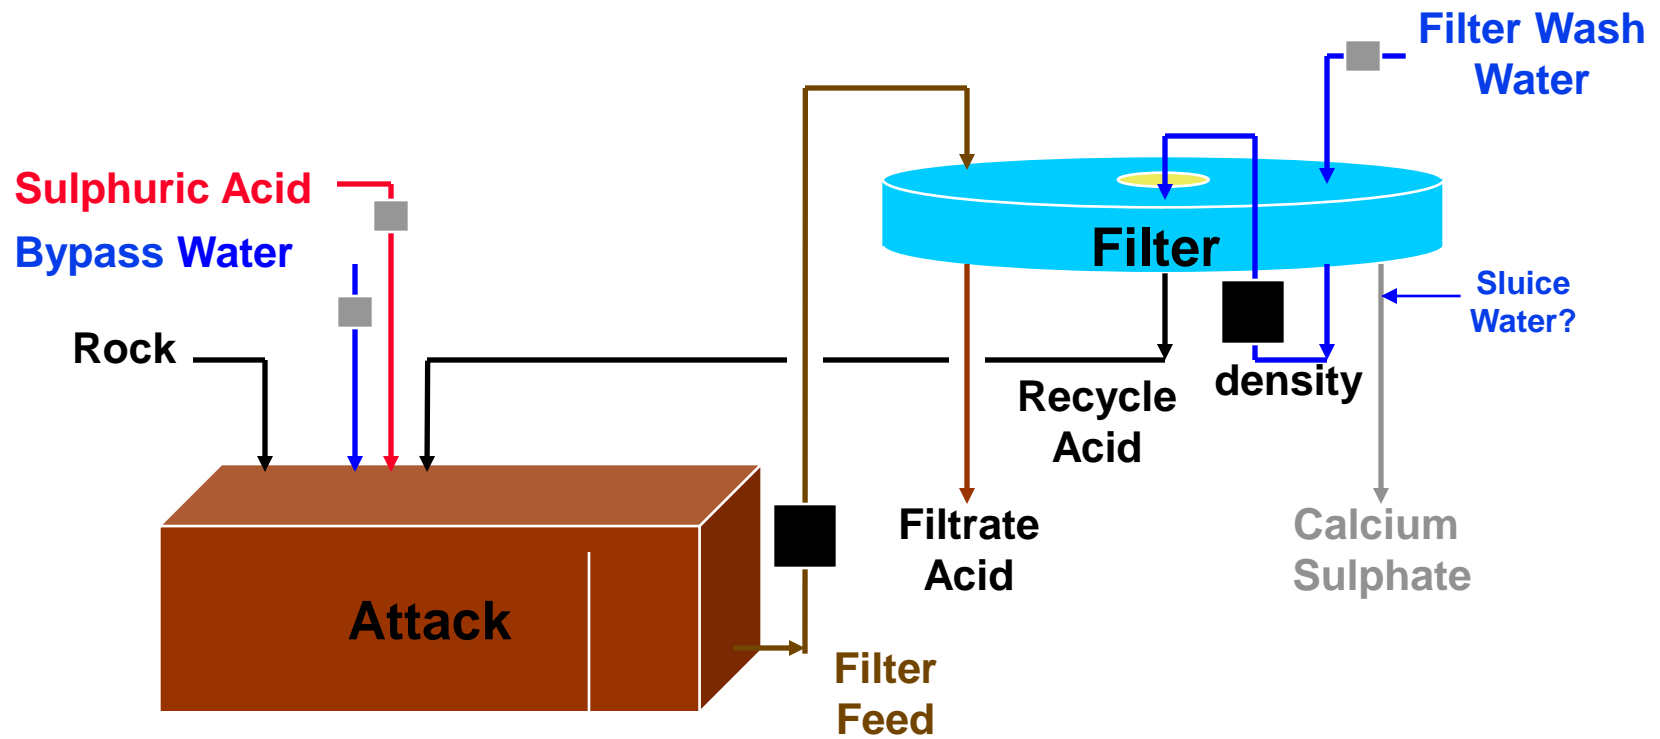 Filter Wash
Water
Sulphuric Acid
Bypass Water
Filter
Sluice
Water?
Rock
density
Recycle
Acid
Filtrate
Acid
Calcium
Sulphate
Attack
Filter
Feed